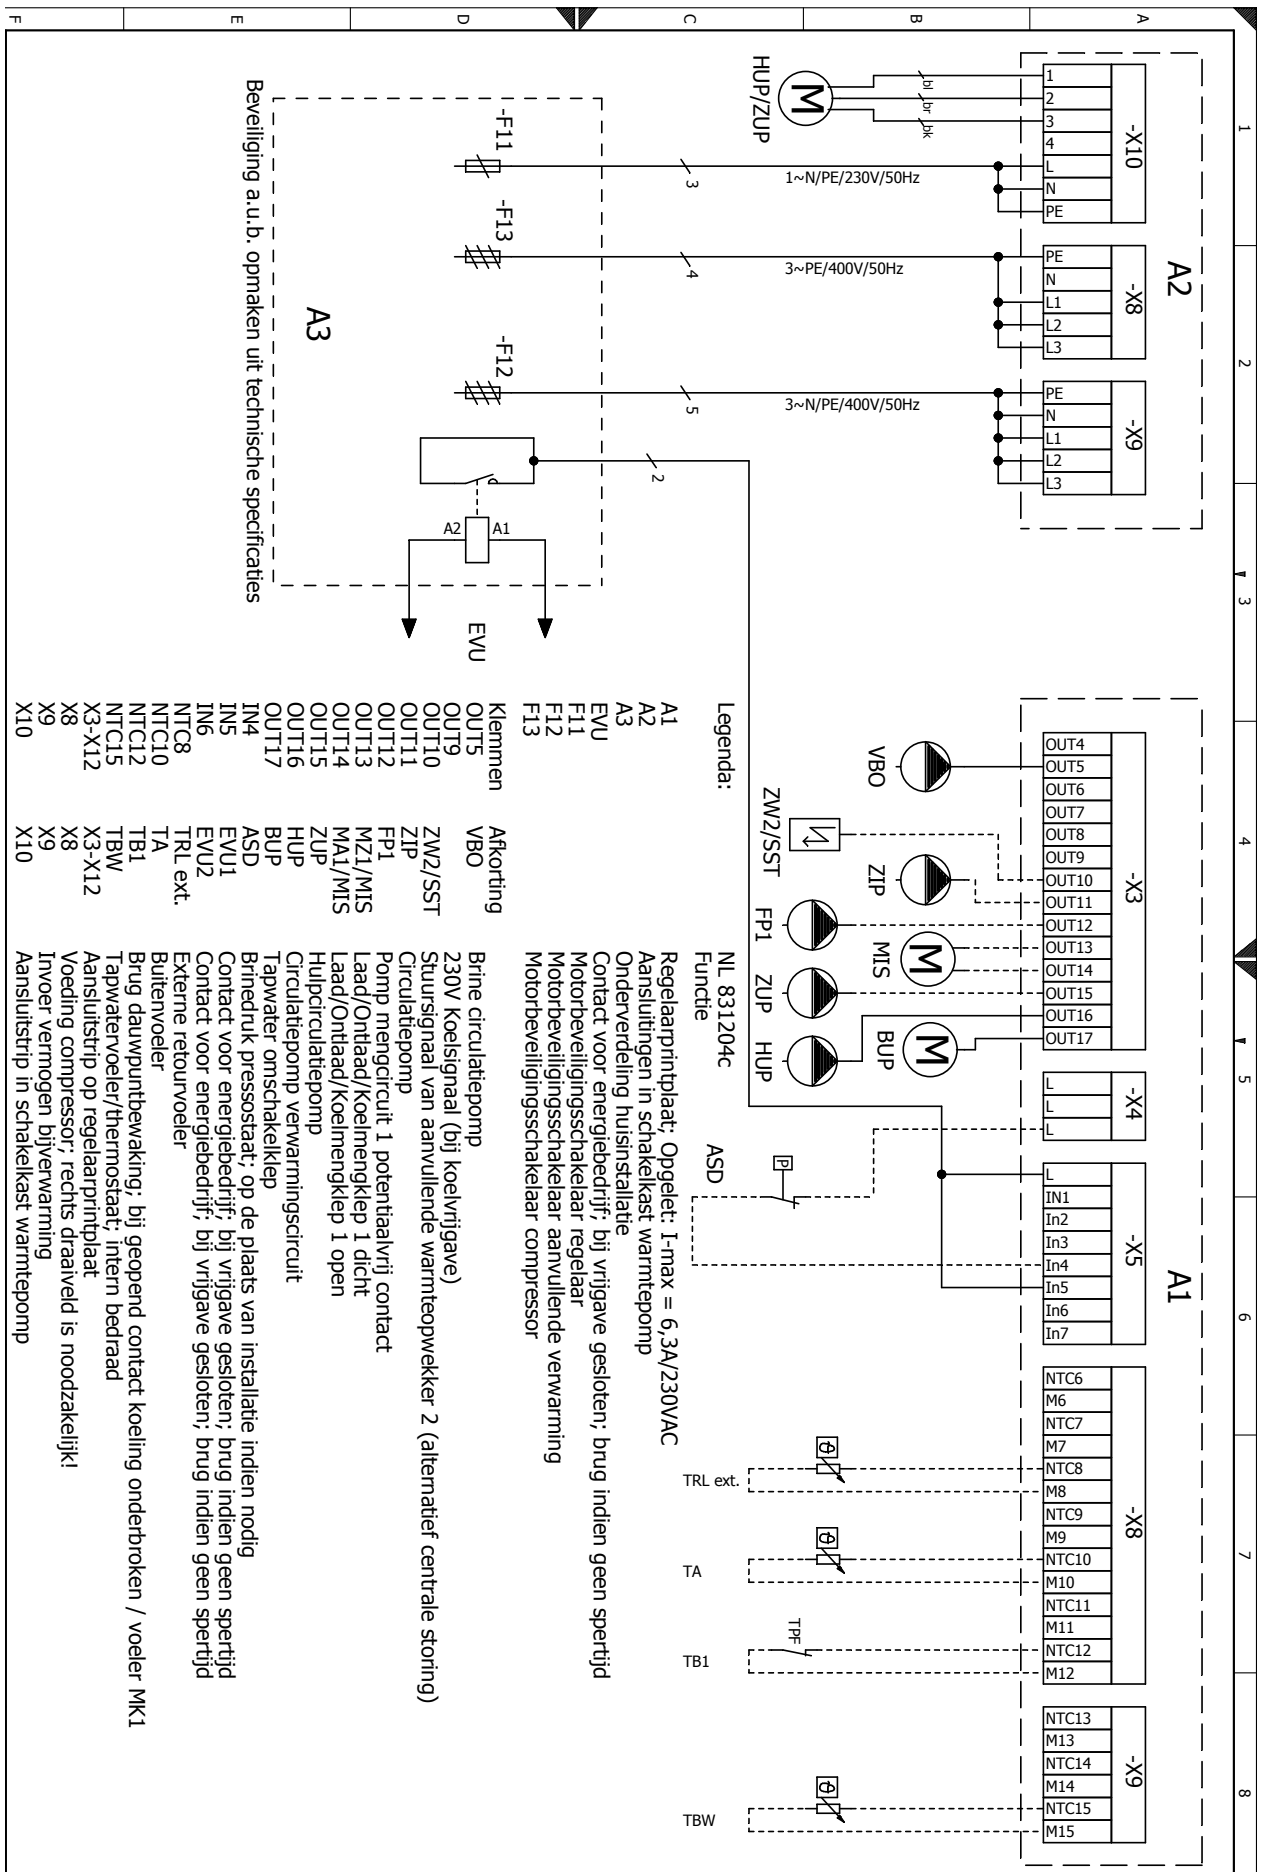 1
2
3
4
5
6
7
8
A
B
C
D
E
F
A2
-X10
1
2
3
4
L
N
PE
-X8
PE
N
L1
L2
L3
-X9
PE
N
L1
L2
L3
bl
br
bk
M
HUP/ZUP
1~N/PE/230V/50Hz
3~PE/400V/50Hz
3~N/PE/400V/50Hz
3
4
5
2
-F11
-F13
-F12
A3
A2
A1
EVU
Beveiliging a.u.b. opmaken uit technische specificaties
A1
-X3
OUT4
OUT5
OUT6
OUT7
OUT8
OUT9
OUT10
OUT11
OUT12
OUT13
OUT14
OUT15
OUT16
OUT17
-X4
L
L
L
-X5
L
IN1
In2
In3
In4
In5
In6
In7
-X8
NTC6
M6
NTC7
M7
NTC8
M8
NTC9
M9
NTC10
M10
NTC11
M11
NTC12
M12
-X9
NTC13
M13
NTC14
M14
NTC15
M15
VBO
ZW2/SST
ZIP
FP1
M
MIS
ZUP
HUP
M
BUP
P
ASD
ϑ
TRL ext.
ϑ
TA
TPF
TB1
ϑ
TBW
Legenda: NL 831204c
Functie
A1 Regelaarprintplaat; Opgelet: I-max = 6,3A/230VAC
A2 Aansluitingen in schakelkast warmtepomp
A3 Onderverdeling huisinstallatie
EVU Contact voor energiebedrijf; bij vrijgave gesloten; brug indien geen spertijd
F11 Motorbeveiligingsschakelaar regelaar
F12 Motorbeveiligingsschakelaar aanvullende verwarming
F13 Motorbeveiligingsschakelaar compressor
Klemmen Afkorting
OUT5 VBO Brine circulatiepomp
OUT9 230V Koelsignaal (bij koelvrijgave)
OUT10 ZW2/SST Stuursignaal van aanvullende warmteopwekker 2 (alternatief centrale storing)
OUT11 ZIP Circulatiepomp
OUT12 FP1 Pomp mengcircuit 1 potentiaalvrij contact
OUT13 MZ1/MIS Laad/Ontlaad/Koelmengklep 1 dicht
OUT14 MA1/MIS Laad/Ontlaad/Koelmengklep 1 open
OUT15 ZUP Hulpcirculatiepomp
OUT16 HUP Circulatiepomp verwarmingscircuit
OUT17 BUP Tapwater omschakelklep
IN4 ASD Brinedruk pressostaat; op de plaats van installatie indien nodig
IN5 EVU1 Contact voor energiebedrijf; bij vrijgave gesloten; brug indien geen spertijd
IN6 EVU2 Contact voor energiebedrijf; bij vrijgave gesloten; brug indien geen spertijd
NTC8 TRL ext. Externe retourvoeler
NTC10 TA Buitenvoeler
NTC12 TB1 Brug dauwpuntbewaking; bij geopend contact koeling onderbroken / voeler MK1
NTC15 TBW Tapwatervoeler/thermostaat; intern bedraad
X3-X12 X3-X12 Aansluitstrip op regelaarprintplaat
X8 X8 Voeding compressor; rechts draaiveld is noodzakelijk!
X9 X9 Invoer vermogen bijverwarming
X10 X10 Aansluitstrip in schakelkast warmtepomp